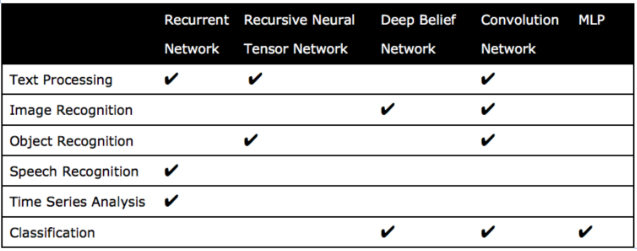 Recurrent Recursive Neural Deep Belief Convolution MLP
Network Tensor Network Network Network
Text Processing ✔ ✔ ✔
Image Recognition ✔ ✔
Object Recognition ✔ ✔
Speech Recognition ✔
Time Series Analysis ✔
Classification ✔ ✔ ✔